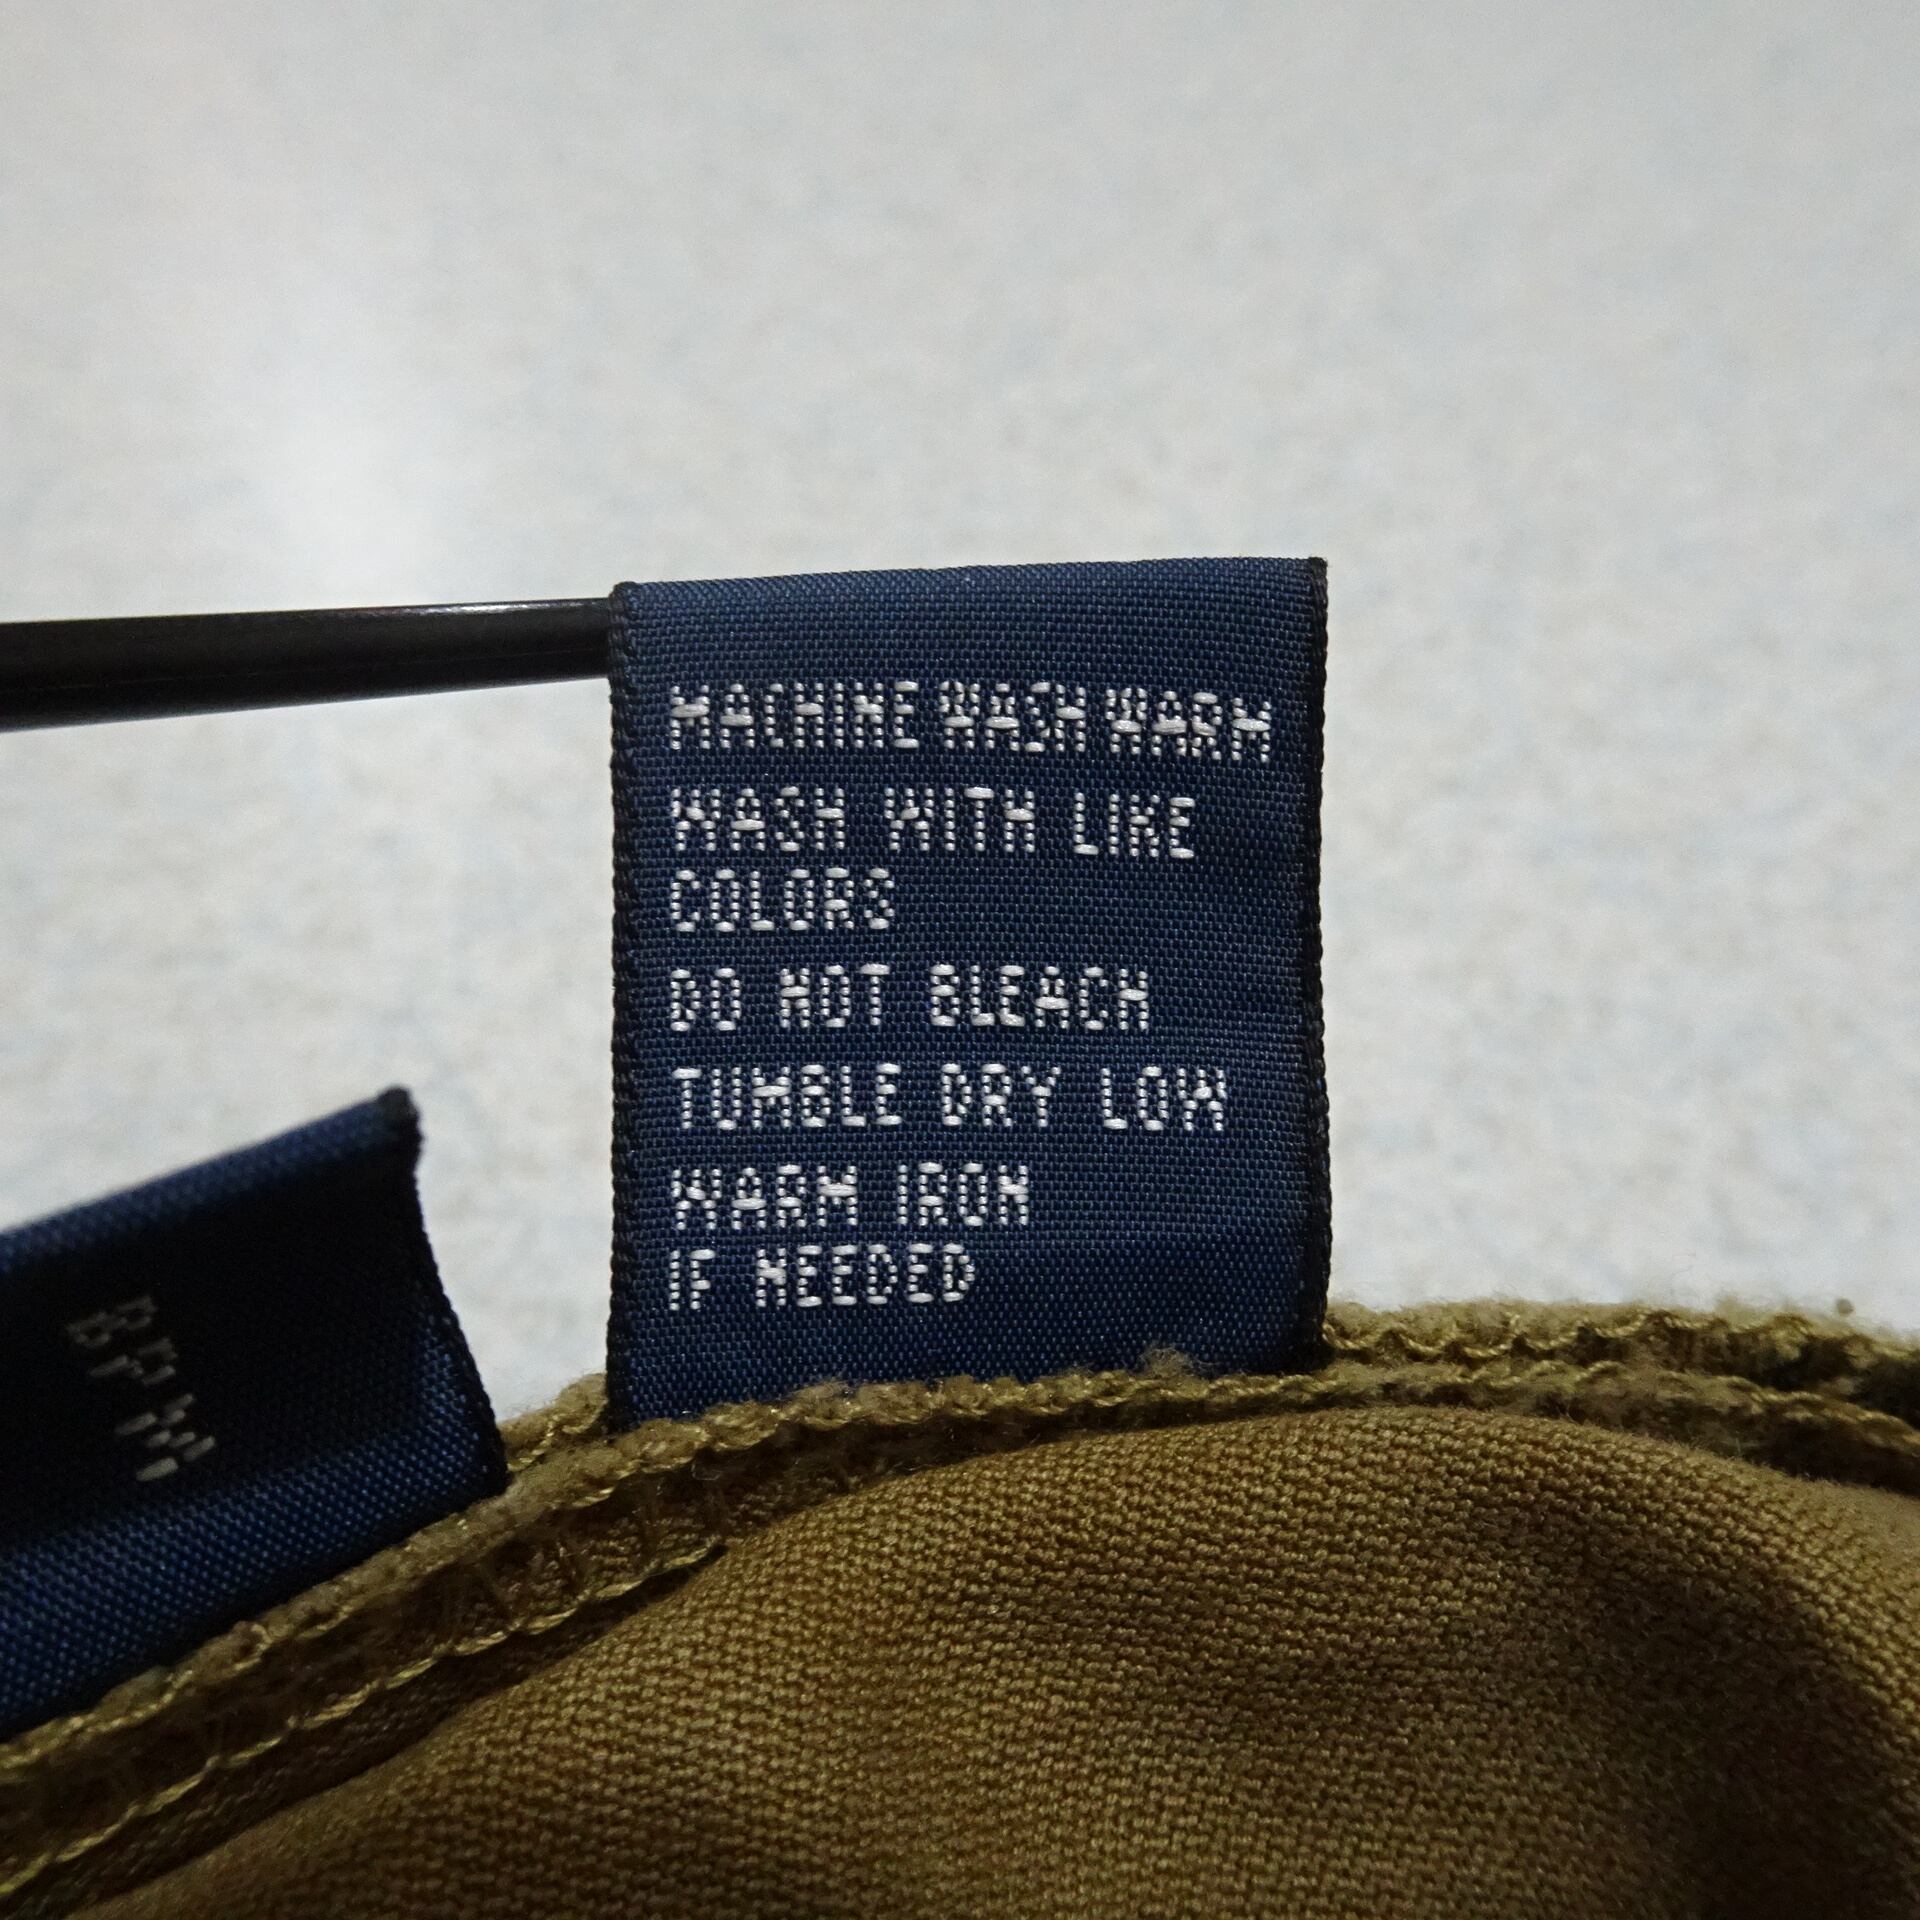 MACHINE WASH WARM
WASH WITH LIKE
COLORS
DO NOT BLEACH
TUMBLE DRY LOW
WARM IRON
IF NEEDED